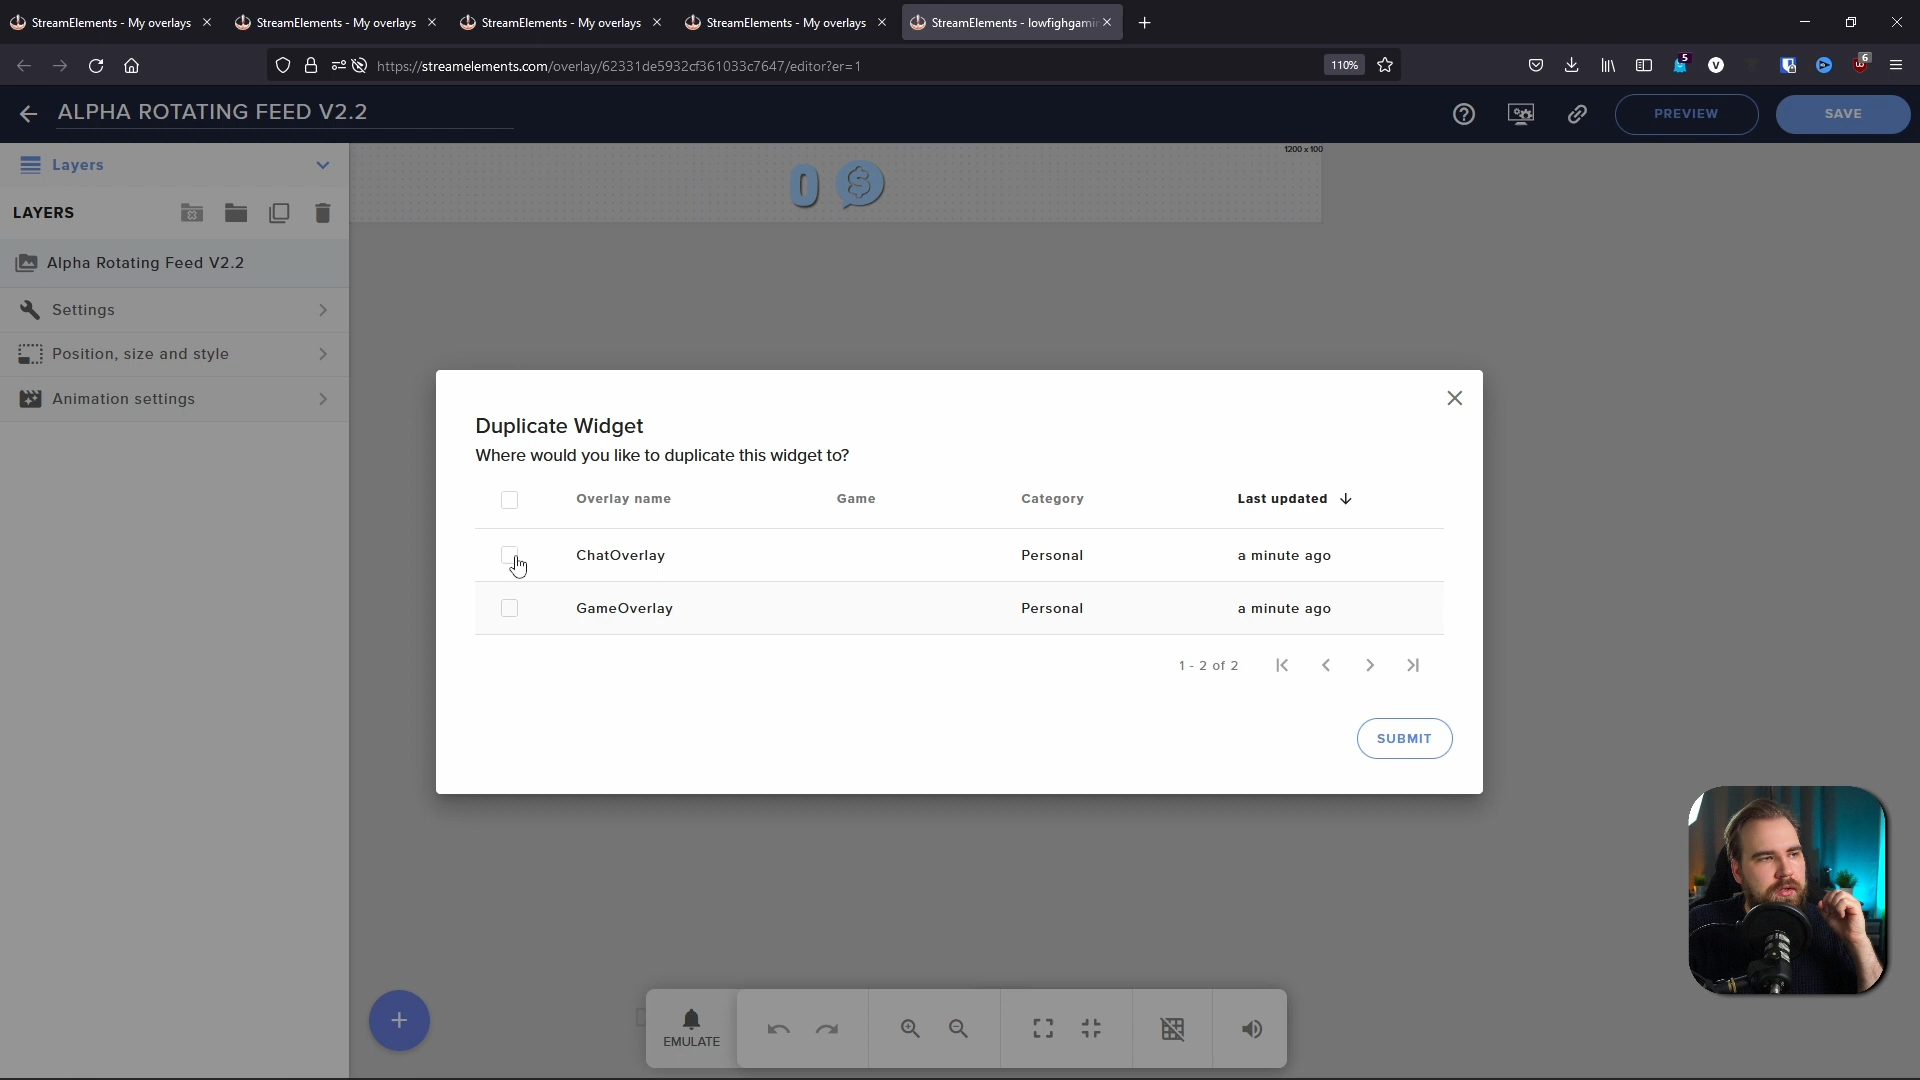 StreamElements - My overlays
StreamElements - My overlays
StreamElements - My overlays
StreamElements - My overlays
StreamElements - lowfighgami
https://streamelements.com/overlay/62331de5932cf361033c7647/editor?er=1
110%
5
6
ALPHA ROTATING FEED V2.2
PREVIEW
SAVE
Layers
1200 x 100
0 $
LAYERS
Alpha Rotating Feed V2.2
Settings
Position, size and style
Animation settings
Duplicate Widget
Where would you like to duplicate this widget to?
Overlay name Game Category Last updated
ChatOverlay Personal a minute ago
GameOverlay Personal a minute ago
1 - 2 of 2
SUBMIT
EMULATE